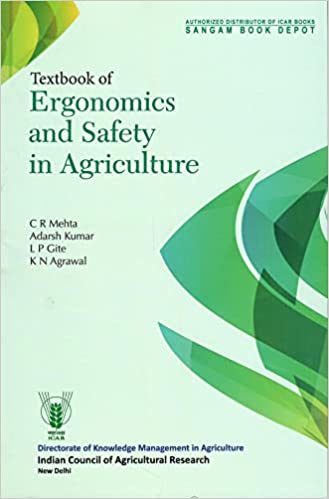 AUTHORIZED DISTRIBUTOR OF ICAR BOOKS
SANGAM BOOK DEPOT
Textbook of
Ergonomics
and Safety
in Agriculture
C R Mehta
Adarsh Kumar
L P Gite
K N Agrawal
ICAR
Directorate of Knowledge Management in Agriculture
Indian Council of Agricultural Research
New Delhi